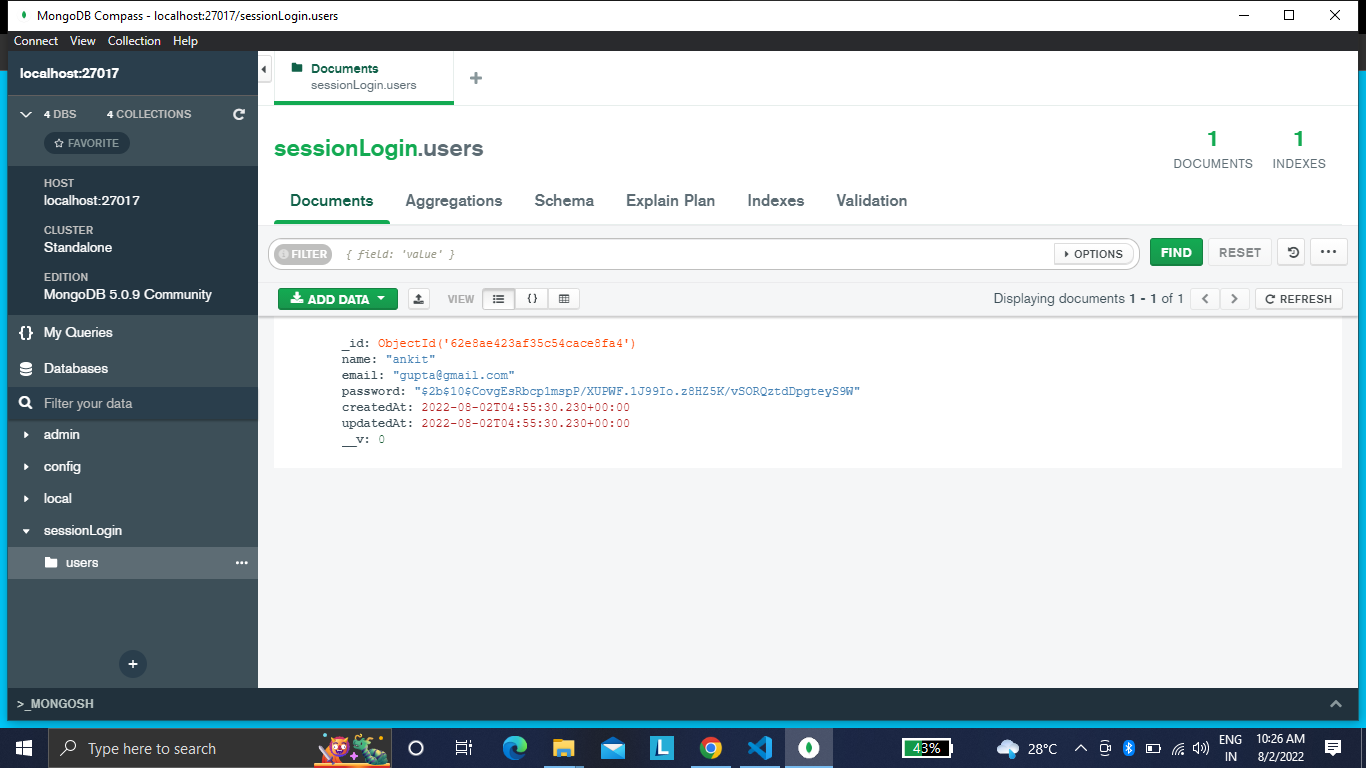 MongoDB Compass - localhost:27017/sessionLogin.users
Connect View Collection Help
localhost:27017
4 DBS 4 COLLECTIONS
FAVORITE
HOST
localhost:27017
CLUSTER
Standalone
EDITION
MongoDB 5.0.9 Community
{} My Queries
Databases
Filter your data
admin
config
local
sessionLogin
users
Documents
sessionLogin.users
sessionLogin.users
1 DOCUMENTS
1 INDEXES
Documents Aggregations Schema Explain Plan Indexes Validation
FILTER { field: 'value' } OPTIONS FIND RESET
ADD DATA VIEW {} Displaying documents 1 - 1 of 1 REFRESH
_id: ObjectId('62e8ae423af35c54cace8fa4')
name: "ankit"
email: "gupta@gmail.com"
password: "$2b$10$CovgEsRbcp1mspP/XUPWF.1J99Io.z8HZ5K/vSORQztdDpgteyS9W"
createdAt: 2022-08-02T04:55:30.230+00:00
updatedAt: 2022-08-02T04:55:30.230+00:00
__v: 0
>_MONGOSH
Type here to search
L
43%
28°C
ENG
IN
10:26 AM
8/2/2022